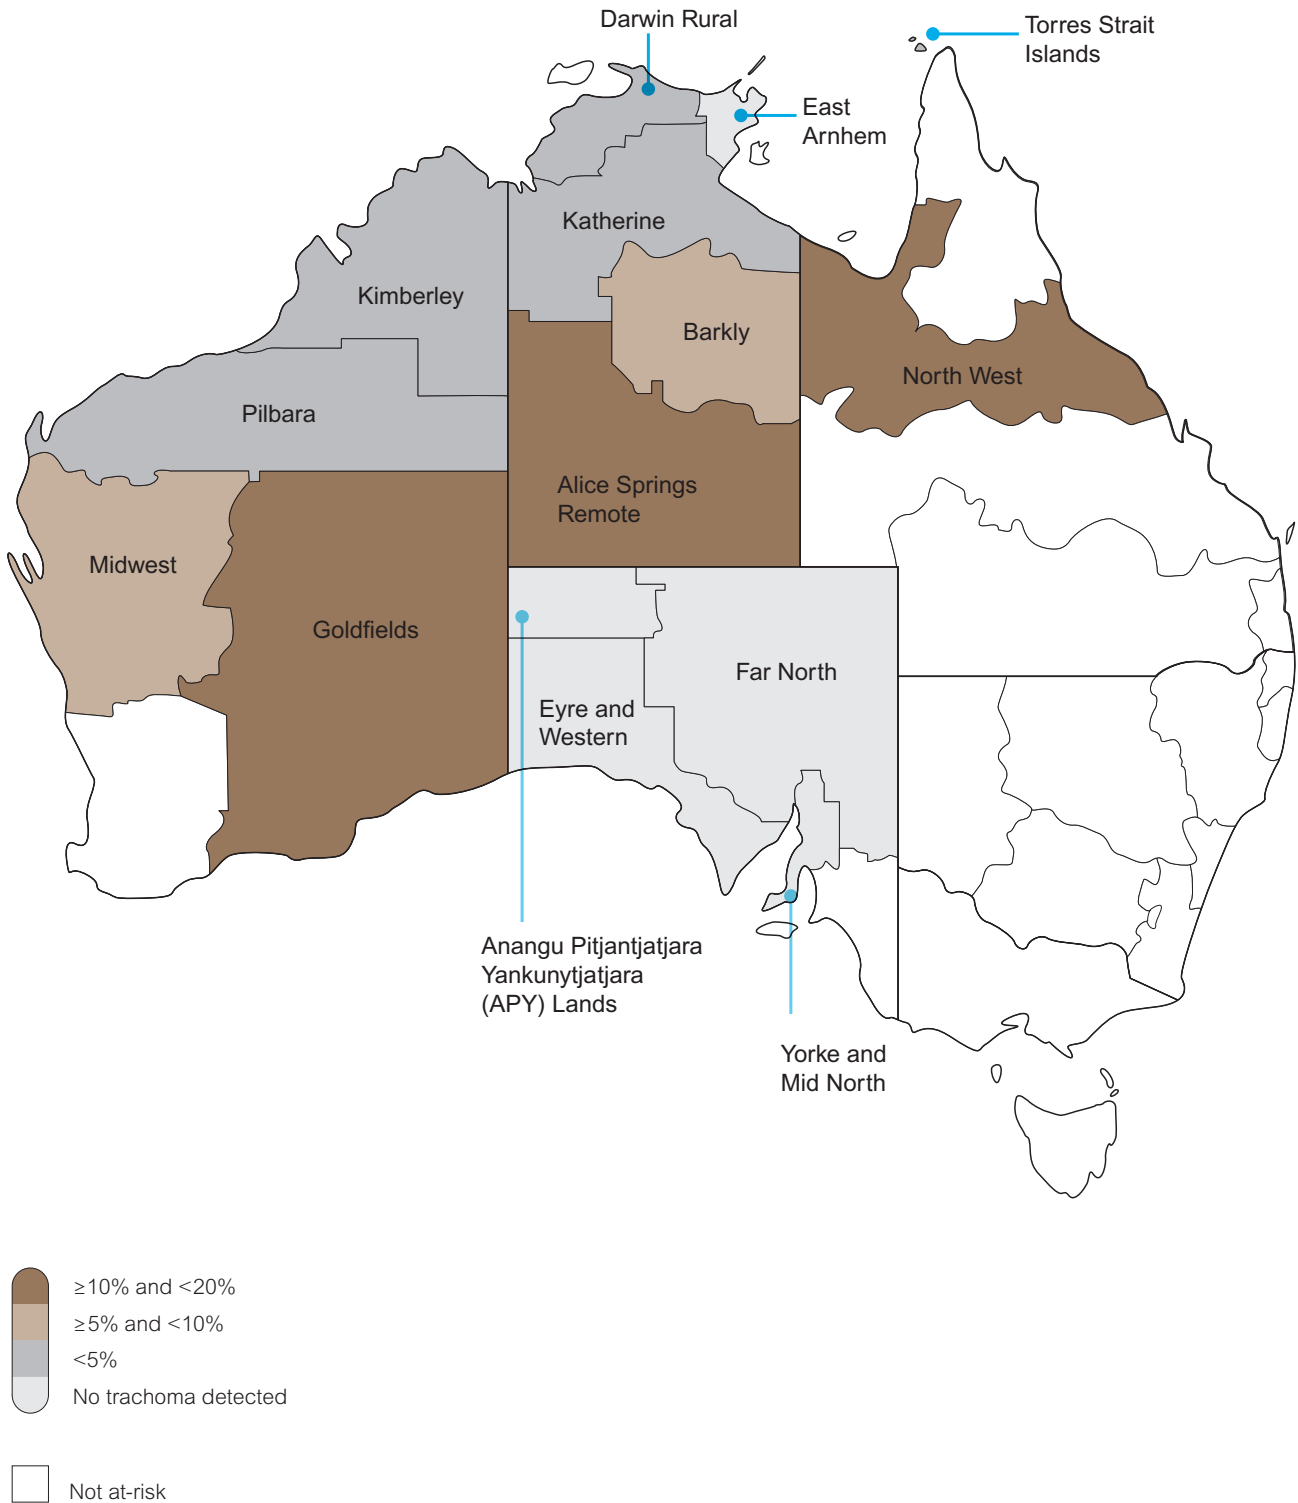 Darwin Rural
Torres Strait
Islands
East
Arnhem
Katherine
Kimberley
Barkly
North West
Pilbara
Alice Springs
Remote
Midwest
Goldfields
Far North
Eyre and
Western
Anangu Pitjantjatjara
Yankunytjatjara
(APY) Lands
Yorke and
Mid North
≥10% and <20%
≥5% and <10%
<5%
No trachoma detected
Not at-risk